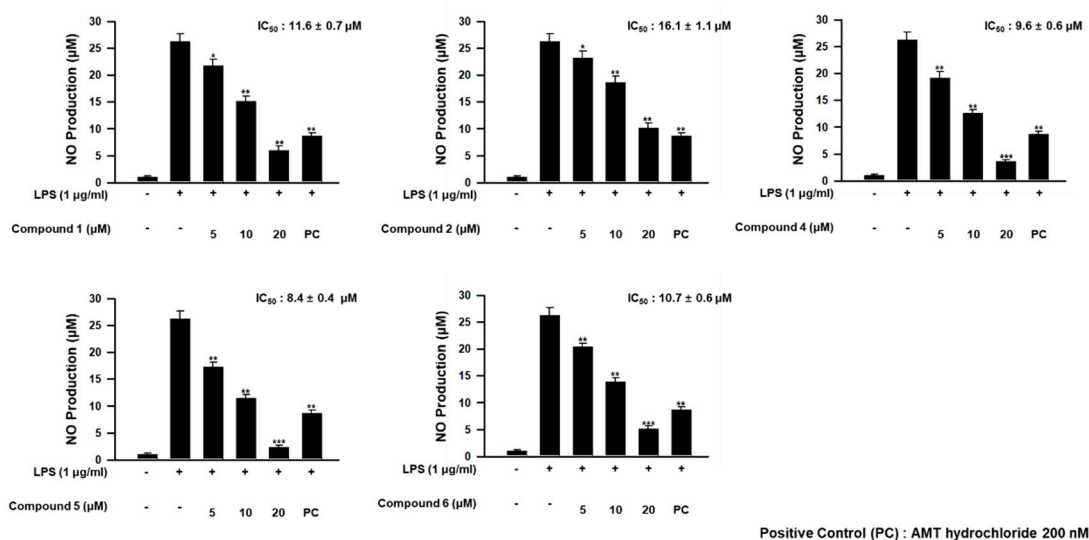 IC50 : 11.6 ± 0.7 µM
NO Production (µM)
30
25
20
15
10
5
0
*
**
**
**
LPS (1 µg/ml) - + + + + +
Compound 1 (µM) - - 5 10 20 PC
IC50 : 16.1 ± 1.1 µM
NO Production (µM)
30
25
20
15
10
5
0
*
**
**
**
LPS (1 µg/ml) - + + + + +
Compound 2 (µM) - - 5 10 20 PC
IC50 : 9.6 ± 0.6 µM
NO Production (µM)
30
25
20
15
10
5
0
**
**
***
**
LPS (1 µg/ml) - + + + + +
Compound 4 (µM) - - 5 10 20 PC
IC50 : 8.4 ± 0.4 µM
NO Production (µM)
30
25
20
15
10
5
0
**
**
***
**
LPS (1 µg/ml) - + + + + +
Compound 5 (µM) - - 5 10 20 PC
IC50 : 10.7 ± 0.6 µM
NO Production (µM)
30
25
20
15
10
5
0
**
**
***
**
LPS (1 µg/ml) - + + + + +
Compound 6 (µM) - - 5 10 20 PC
Positive Control (PC) : AMT hydrochloride 200 nM